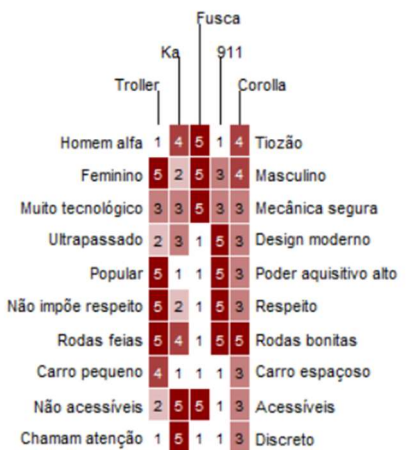 Fusca
Ka 911
Troller Corolla
Homem alfa 1 4 5 1 4 Tiozão
Feminino 5 2 5 3 4 Masculino
Muito tecnológico 3 3 5 3 3 Mecânica segura
Ultrapassado 2 3 1 5 3 Design moderno
Popular 5 1 1 5 3 Poder aquisitivo alto
Não impõe respeito 5 2 1 5 3 Respeito
Rodas feias 5 4 1 5 5 Rodas bonitas
Carro pequeno 4 1 1 1 3 Carro espaçoso
Não acessíveis 2 5 5 1 3 Acessíveis
Chamam atenção 1 5 1 1 3 Discreto